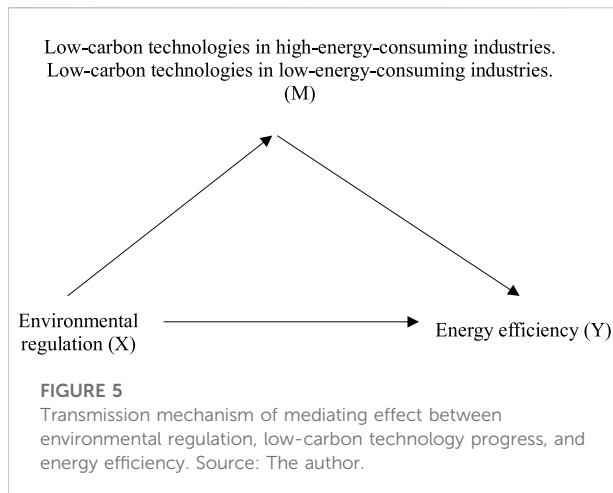 Low-carbon technologies in high-energy-consuming industries.
Low-carbon technologies in low-energy-consuming industries.
(M)
Environmental
regulation (X)
Energy efficiency (Y)
FIGURE 5
Transmission mechanism of mediating effect between
environmental regulation, low-carbon technology progress, and
energy efficiency. Source: The author.